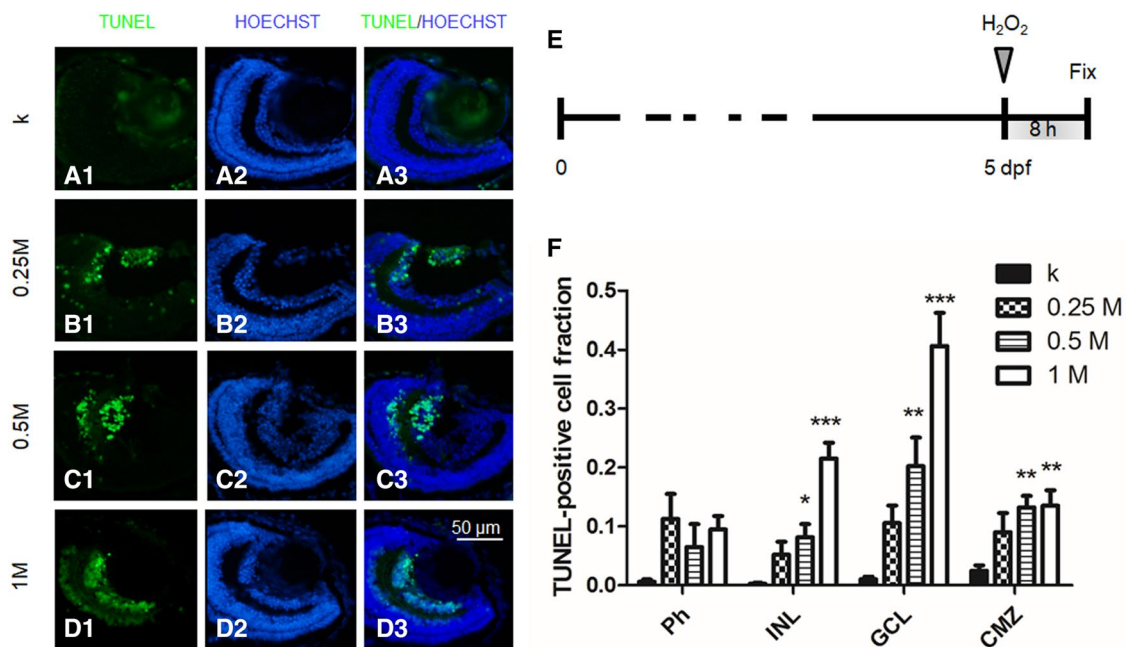 TUNEL HOECHST TUNEL/HOECHST
k
A1 A2 A3
0.25M
B1 B2 B3
0.5M
C1 C2 C3
1M
50 µm
D1 D2 D3
E
H₂O₂
Fix
8 h
0 5 dpf
F
k
0.25 M
0.5 M
1 M
TUNEL-positive cell fraction
0.5
0.4
0.3
0.2
0.1
0.0
* *** ** *** ** **
Ph INL GCL CMZ